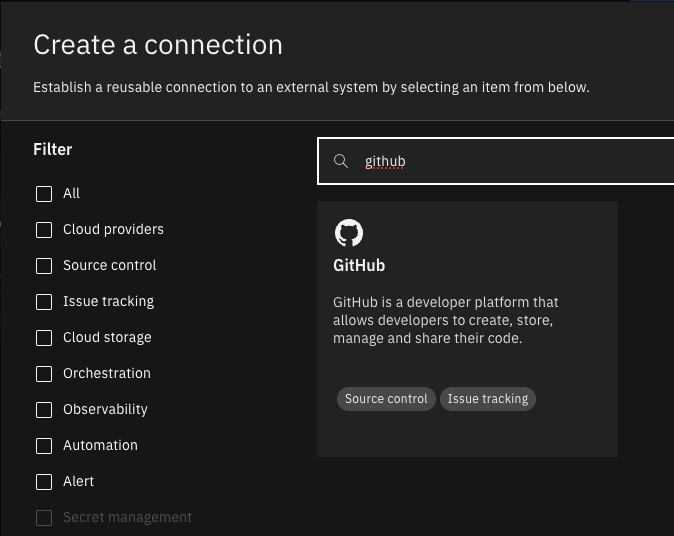 Create a connection
Establish a reusable connection to an external system by selecting an item from below.
Filter
All
Cloud providers
Source control
Issue tracking
Cloud storage
Orchestration
Observability
Automation
Alert
Secret management
github
GitHub
GitHub is a developer platform that
allows developers to create, store,
manage and share their code.
Source control
Issue tracking